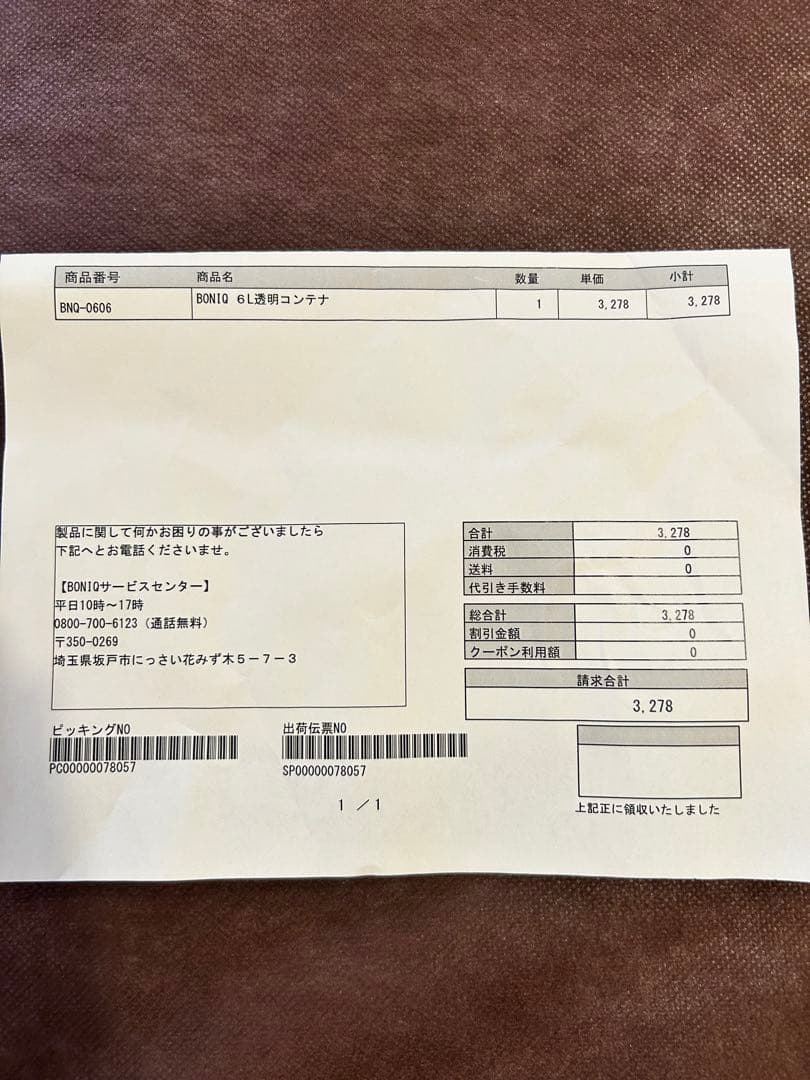 商品番号 商品名 数量 単価 小計
BNQ-0606 BONIQ 6L透明コンテナ 1 3,278 3,278
製品に関して何かお困りの事がございましたら
下記へとお電話くださいませ。
【BONIQサービスセンター】
平日10時～17時
0800-700-6123（通話無料）
〒350-0269
埼玉県坂戸市にっさい花みず木５－７－３
合計 3,278
消費税 0
送料 0
代引き手数料
総合計 3,278
割引金額 0
クーポン利用額 0
請求合計
3,278
ピッキングNO
PC00000078057
出荷伝票NO
SP00000078057
上記正に領収いたしました
1 ／1